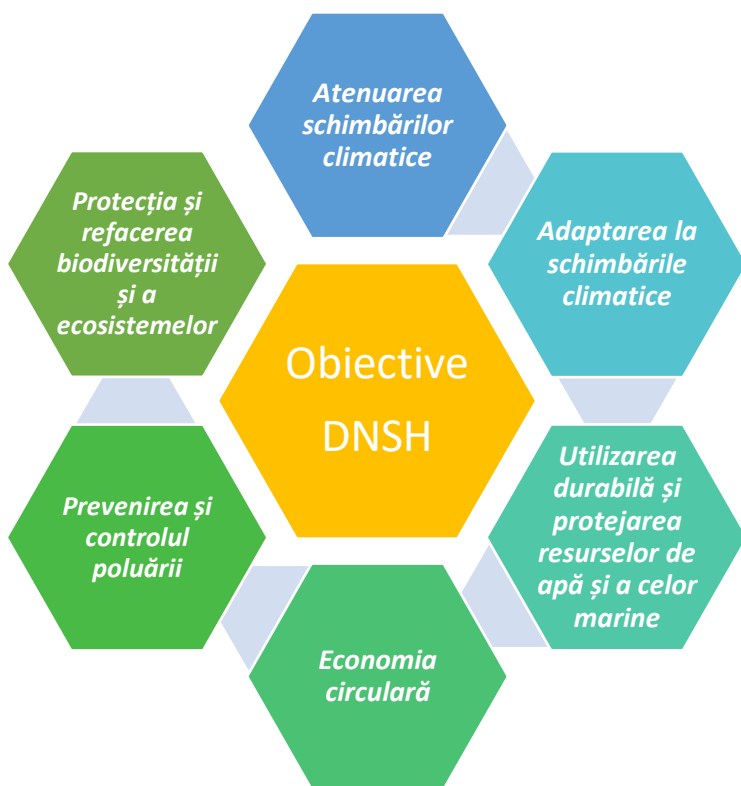 Atenuarea
schimbărilor
climatice
Adaptarea la
schimbările
climatice
Utilizarea
durabilă și
protejarea
resurselor de
apă și a celor
marine
Economia
circulară
Prevenirea și
controlul
poluării
Protecția și
refacerea
biodiversității
și a
ecosistemelor
Obiective
DNSH